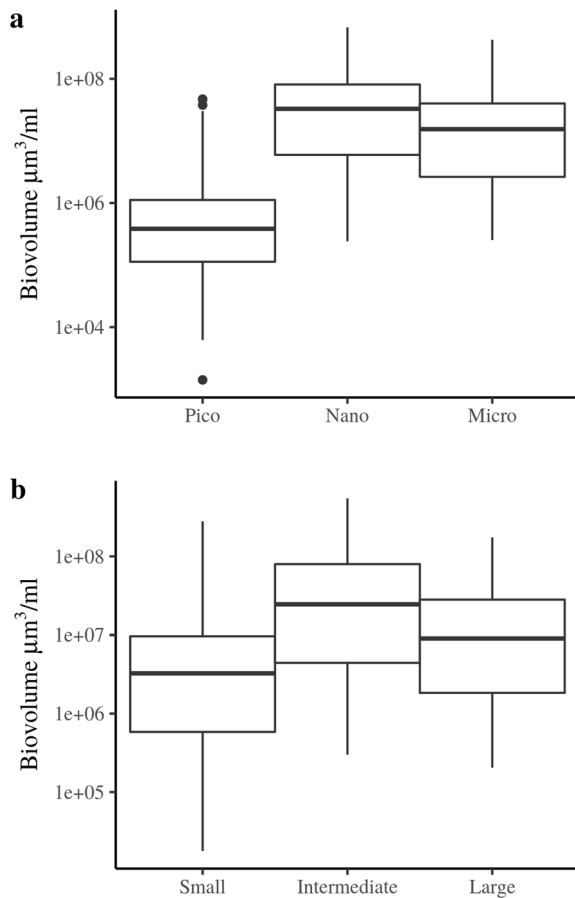 a
Biovolume μm³/ml
1e+08
1e+06
1e+04
Pico Nano Micro
b
Biovolume μm³/ml
1e+08
1e+07
1e+06
1e+05
Small Intermediate Large